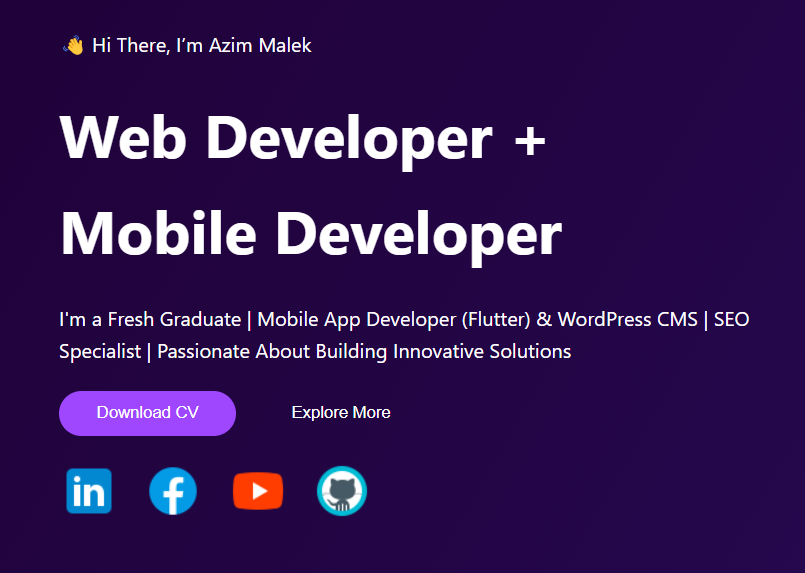 👋 Hi There, I’m Azim Malek
Web Developer +
Mobile Developer
I'm a Fresh Graduate | Mobile App Developer (Flutter) & WordPress CMS | SEO
Specialist | Passionate About Building Innovative Solutions
Download CV
Explore More
in
f